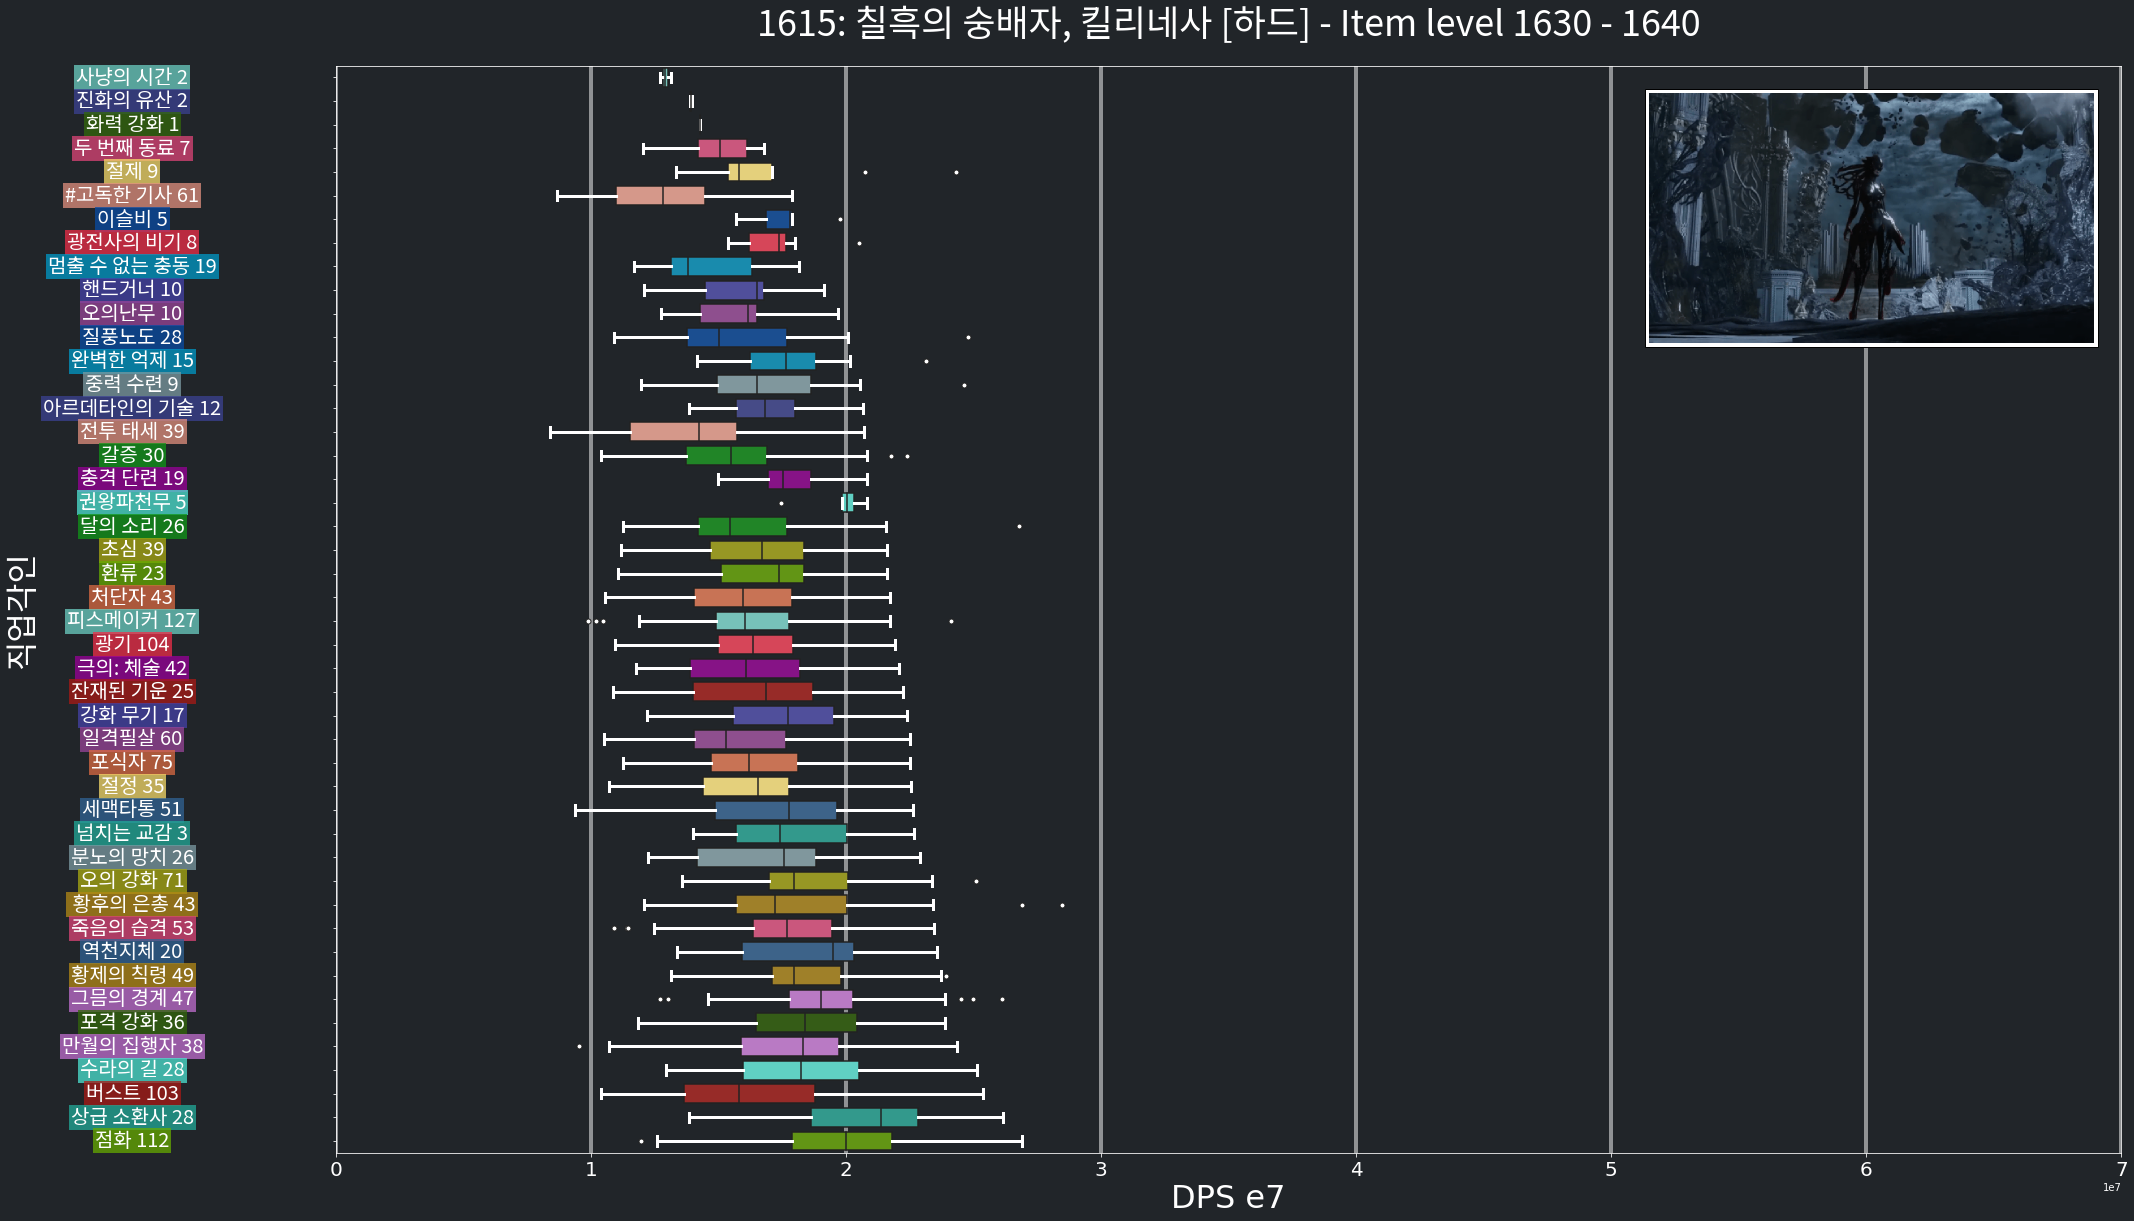 1615: 칠흑의 숭배자, 킬리네사 [하드] - Item level 1630 - 1640
직업각인
사냥의 시간 2
진화의 유산 2
화력 강화 1
두 번째 동료 7
절제 9
#고독한 기사 61
이슬비 5
광전사의 비기 8
멈출 수 없는 충동 19
핸드거너 10
오의난무 10
질풍노도 28
완벽한 억제 15
중력 수련 9
아르데타인의 기술 12
전투 태세 39
갈증 30
충격 단련 19
권왕파천무 5
달의 소리 26
초심 39
환류 23
처단자 43
피스메이커 127
광기 104
극의: 체술 42
잔재된 기운 25
강화 무기 17
일격필살 60
포식자 75
절정 35
세맥타통 51
넘치는 교감 3
분노의 망치 26
오의 강화 71
황후의 은총 43
죽음의 습격 53
역천지체 20
황제의 칙령 49
그믐의 경계 47
포격 강화 36
만월의 집행자 38
수라의 길 28
버스트 103
상급 소환사 28
점화 112
0 1 2 3 4 5 6 7
1e7
DPS e7